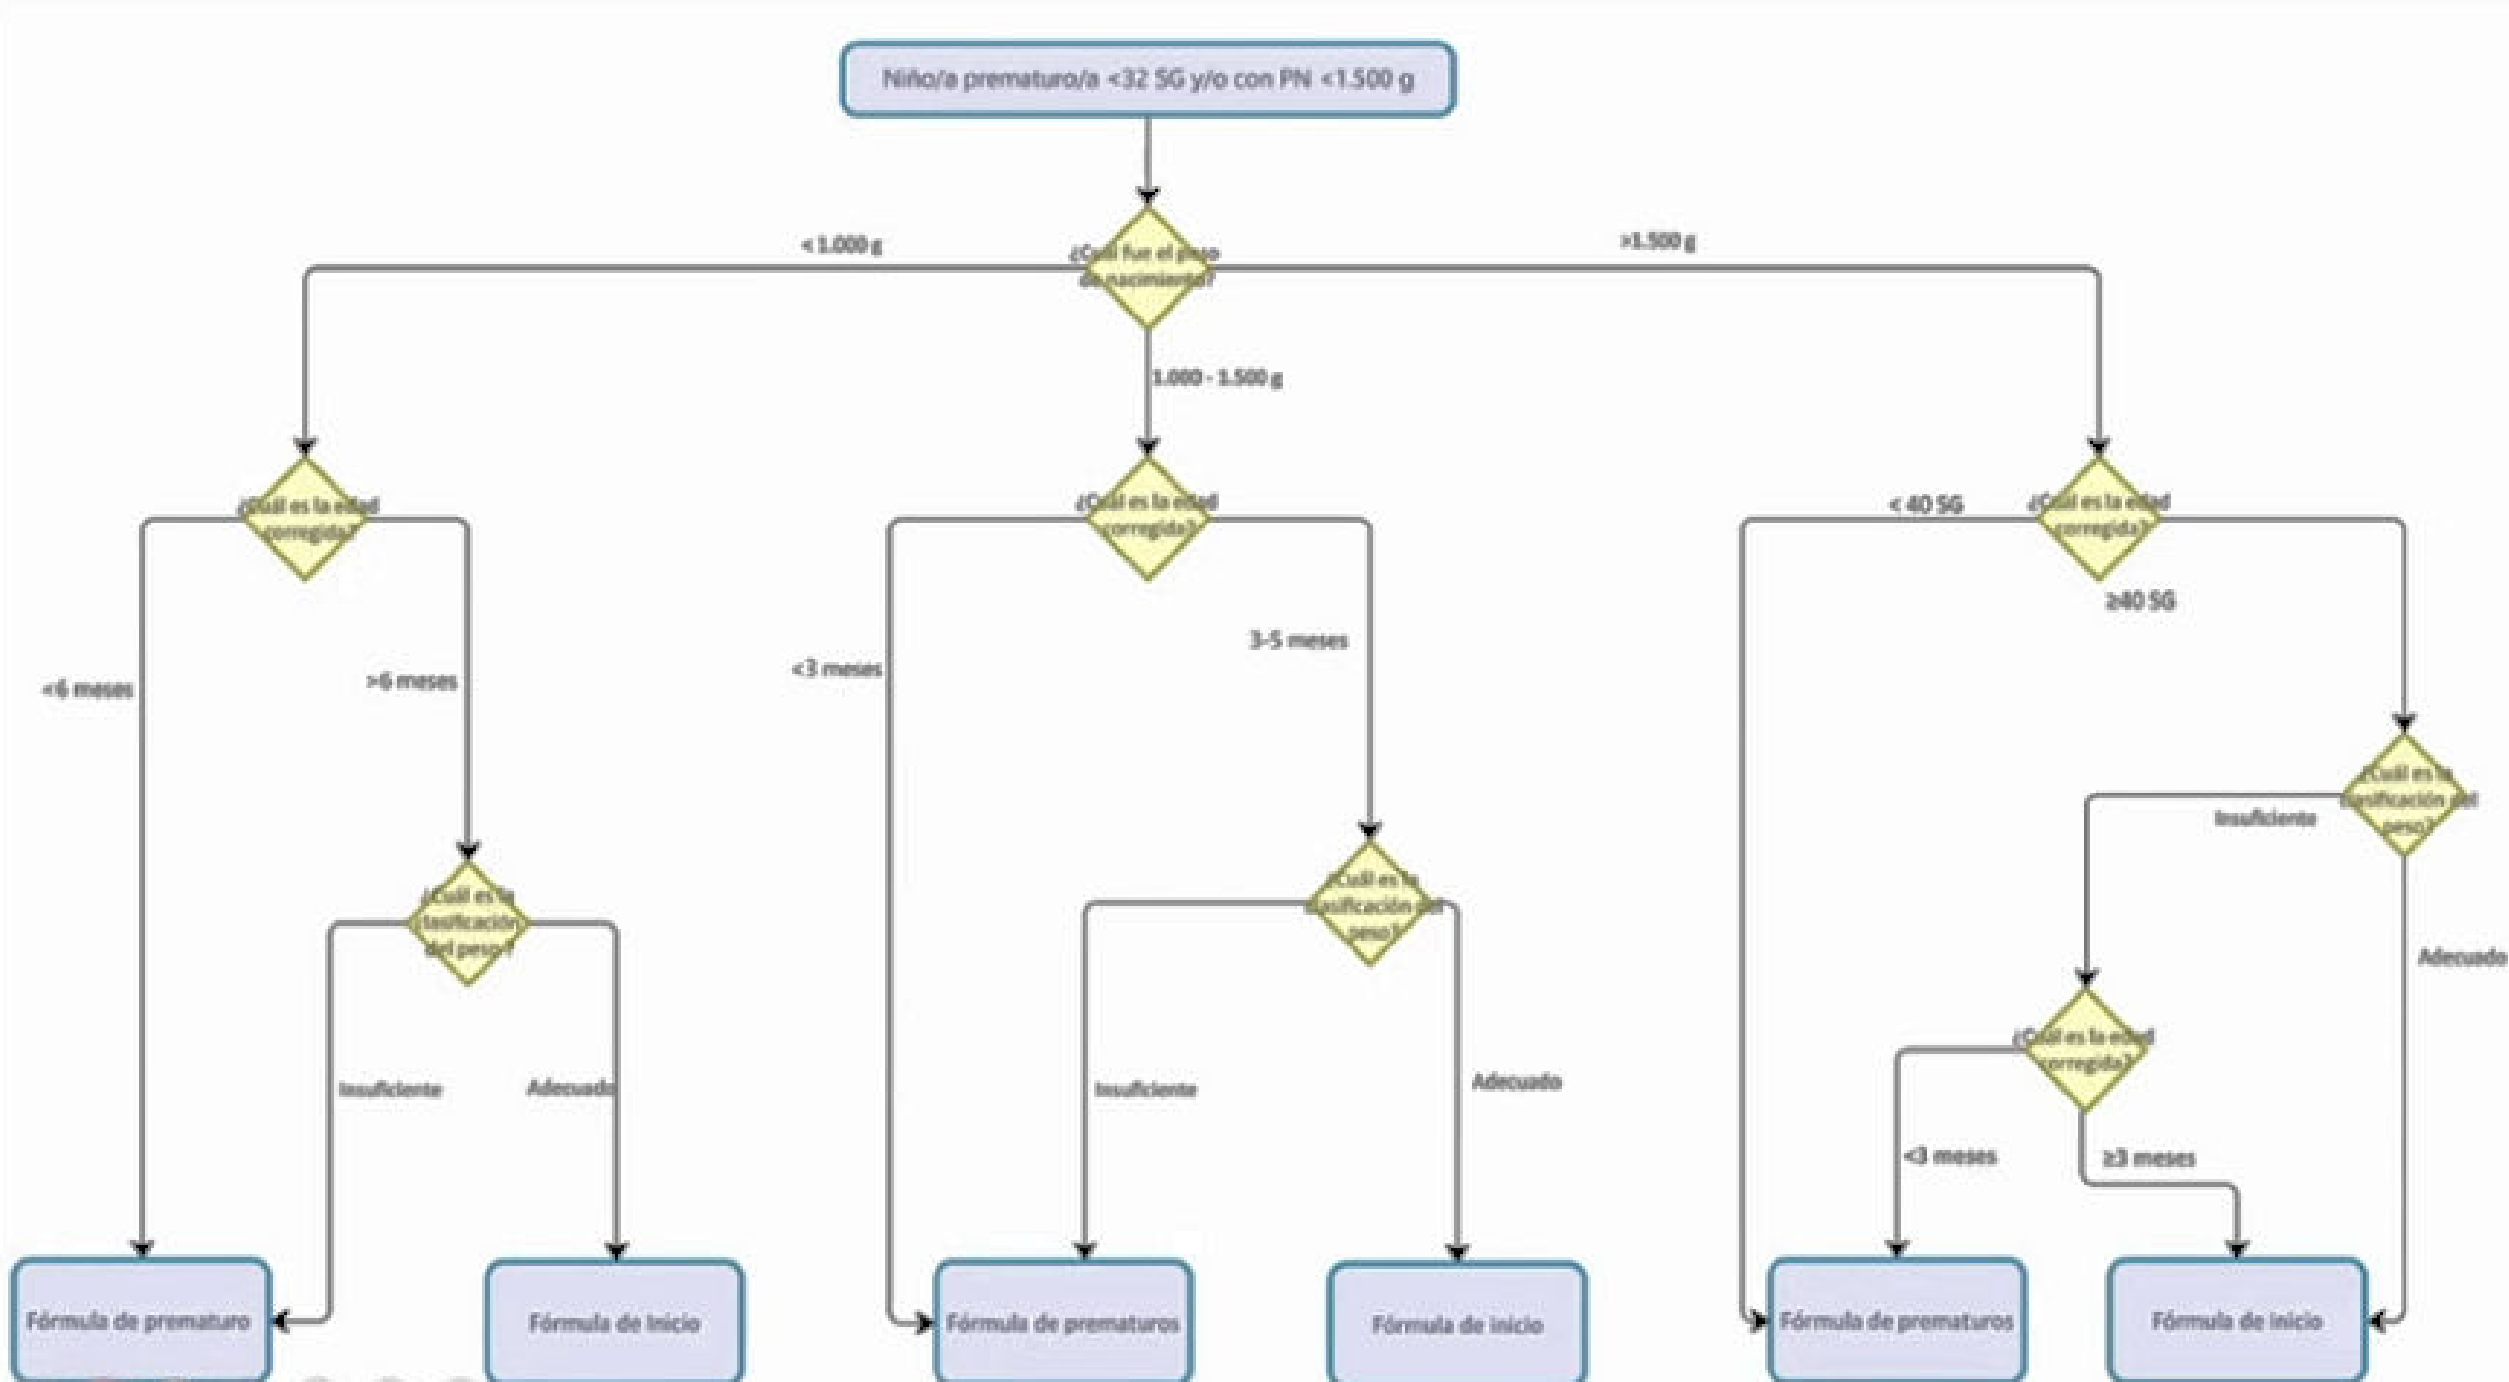 Niño/a prematuro/a <32 SG y/o con PN <1.500 g
¿Cuál fue el peso
de nacimiento?
< 1.000 g
>1.500 g
1.000 - 1.500 g
¿Cuál es la edad
corregida?
¿Cuál es la edad
corregida?
< 40 SG
¿Cuál es la edad
corregida?
≥40 SG
<6 meses
>6 meses
<3 meses
3-5 meses
¿Cuál es la
clasificación del
peso?
Insuficiente
¿Cuál es la
clasificación
del peso?
¿Cuál es la
clasificación del
peso?
Adecuado
¿Cuál es la edad
corregida?
Insuficiente
Adecuado
Insuficiente
Adecuado
<3 meses
≥3 meses
Fórmula de prematuro
Fórmula de Inicio
Fórmula de prematuros
Fórmula de inicio
Fórmula de prematuros
Fórmula de inicio